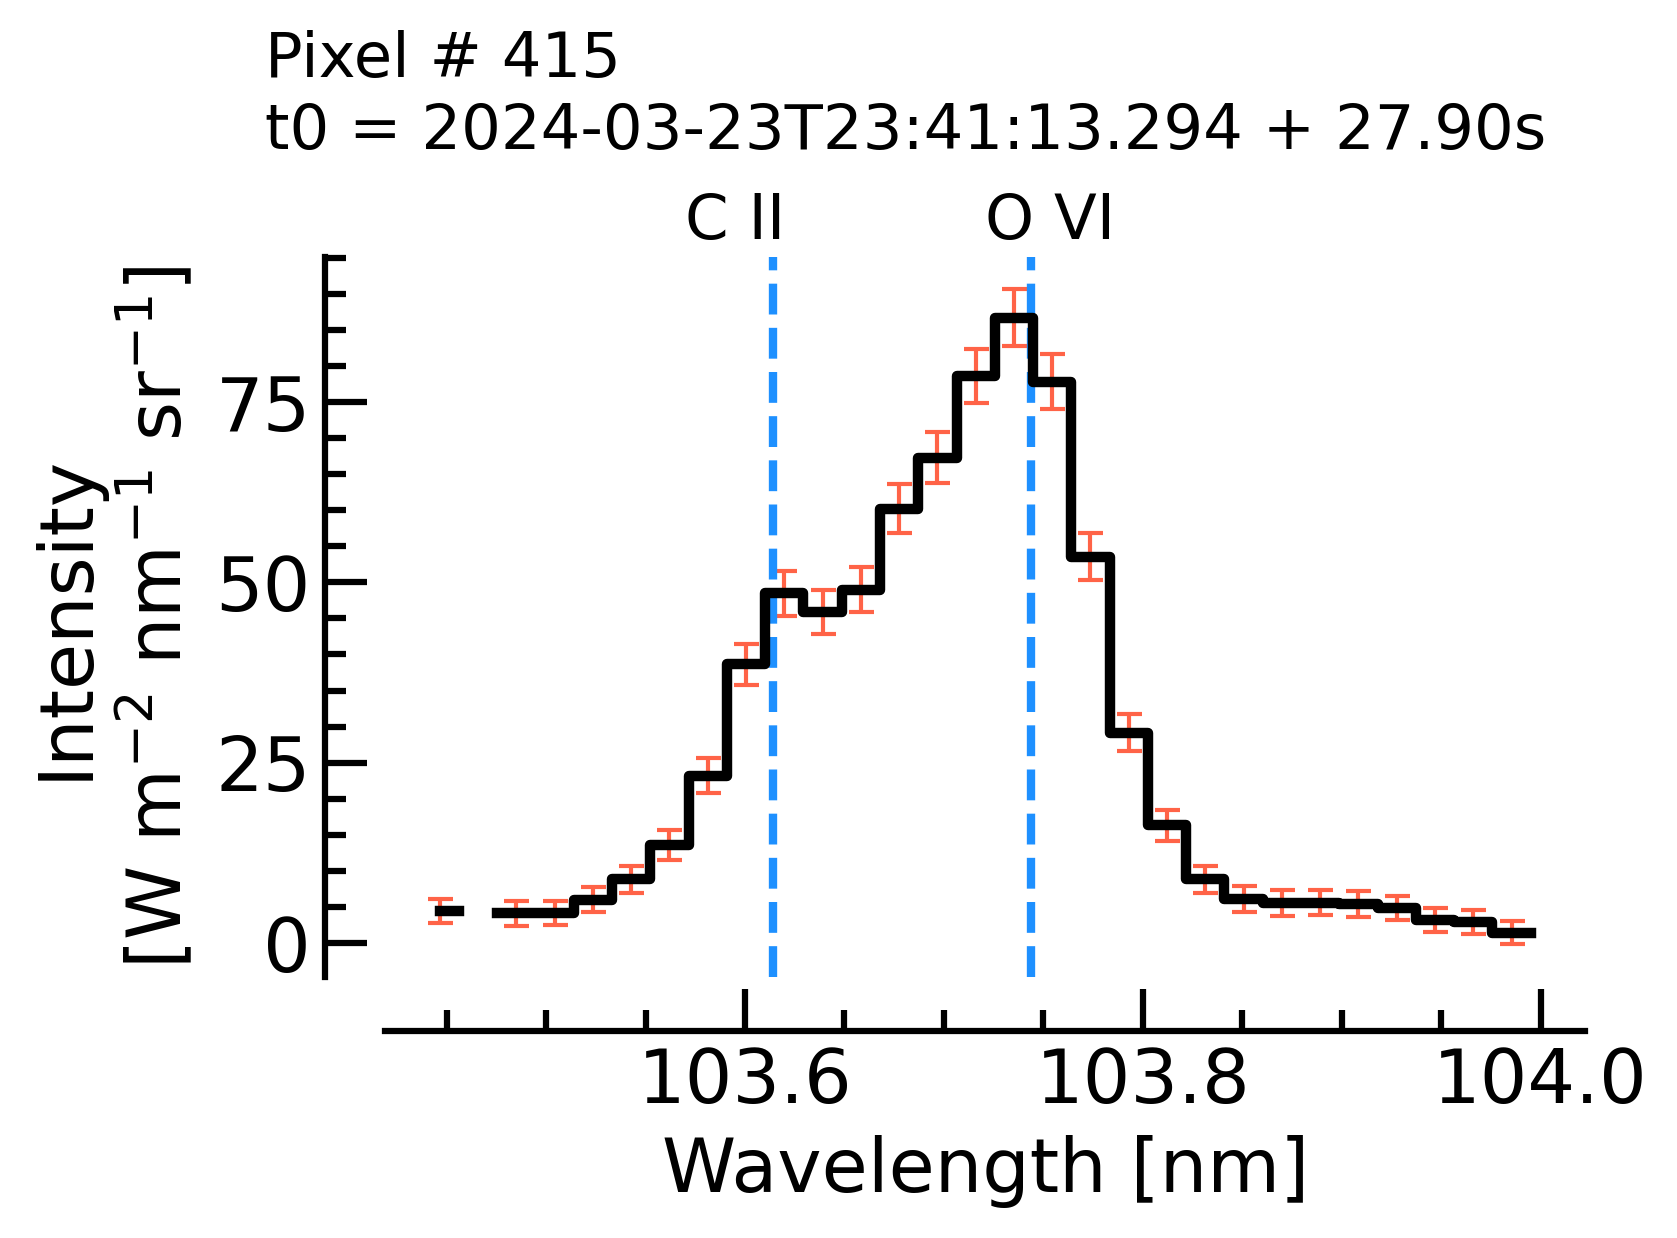 Pixel # 415
t0 = 2024-03-23T23:41:13.294 + 27.90s
C II
O VI
Intensity
[W m⁻² nm⁻¹ sr⁻¹]
75
50
25
0
103.6
103.8
104.0
Wavelength [nm]